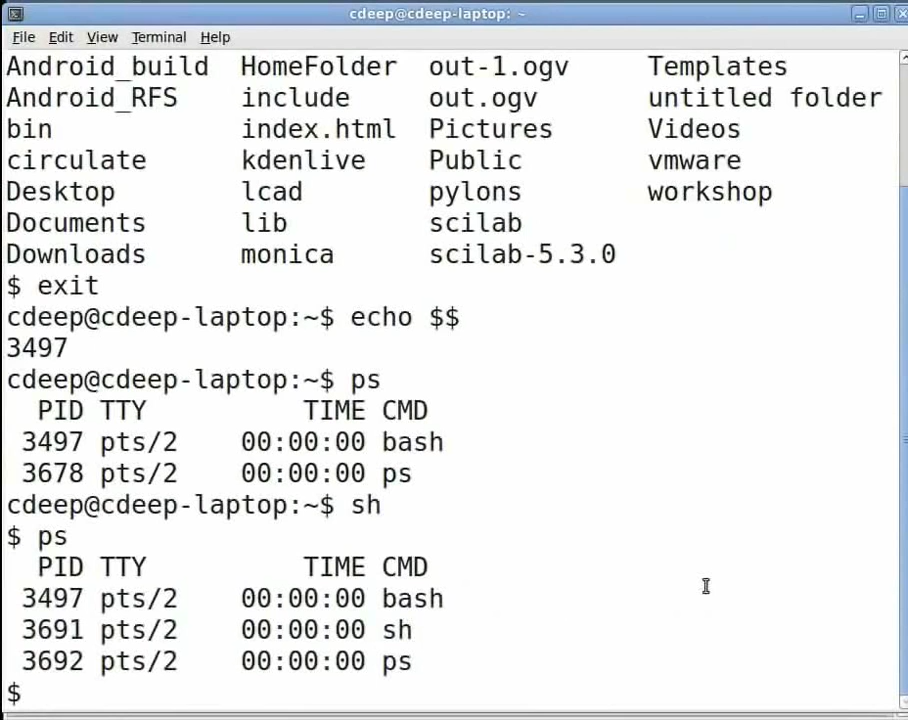 cdeep@cdeep-laptop: ~
File Edit View Terminal Help
Android_build HomeFolder out-1.ogv Templates
Android_RFS include out.ogv untitled folder
bin index.html Pictures Videos
circulate kdenlive Public vmware
Desktop lcad pylons workshop
Documents lib scilab
Downloads monica scilab-5.3.0
$ exit
cdeep@cdeep-laptop:~$ echo $$
3497
cdeep@cdeep-laptop:~$ ps
PID TTY TIME CMD
3497 pts/2 00:00:00 bash
3678 pts/2 00:00:00 ps
cdeep@cdeep-laptop:~$ sh
$ ps
PID TTY TIME CMD
3497 pts/2 00:00:00 bash
3691 pts/2 00:00:00 sh
3692 pts/2 00:00:00 ps
$